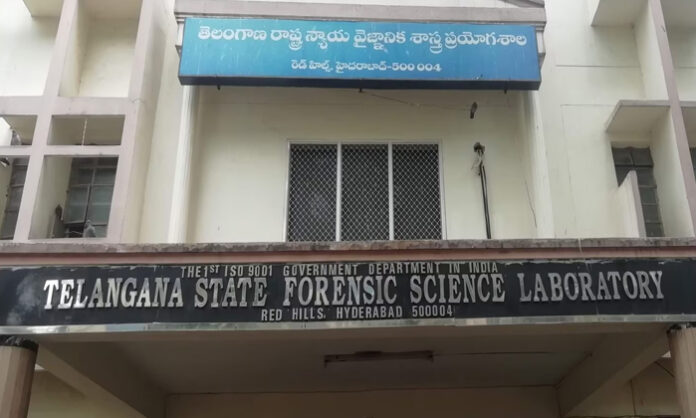 తెలంగాణ రాష్ట్ర న్యాయ వైజ్ఞానిక శాస్త్ర ప్రయోగశాల
రెడ్ హిల్స్, హైదరాబాద్-500 004
THE 1ST ISO 9001 GOVERNMENT DEPARTMENT IN INDIA
TELANGANA STATE FORENSIC SCIENCE LABORATORY
RED HILLS, HYDERABAD 500004